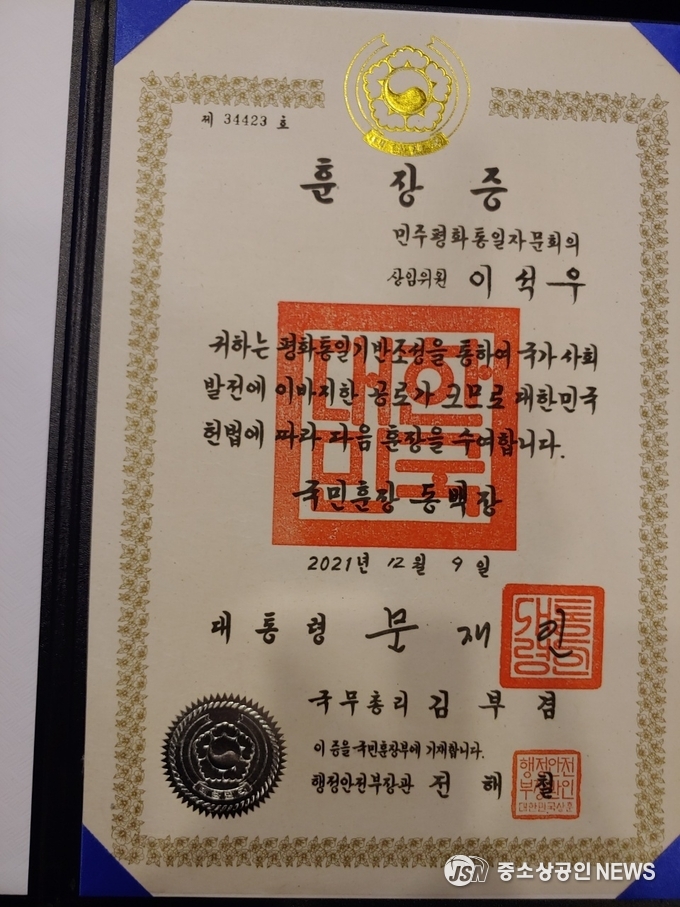 제 34423 호
훈장증
민주평화통일자문회의
상임위원 이석우
귀하는 평화통일기반조성을 통하여 국가사회
발전에 이바지한 공로가 크므로 대한민국
헌법에 따라 다음 훈장을 수여합니다.
국민훈장 동백장
2021년 12월 9일
대통령 문재인
국무총리 김부겸
이 증을 국민훈장부에 기재합니다.
행정안전부장관 전해철
JSN 중소상공인 NEWS